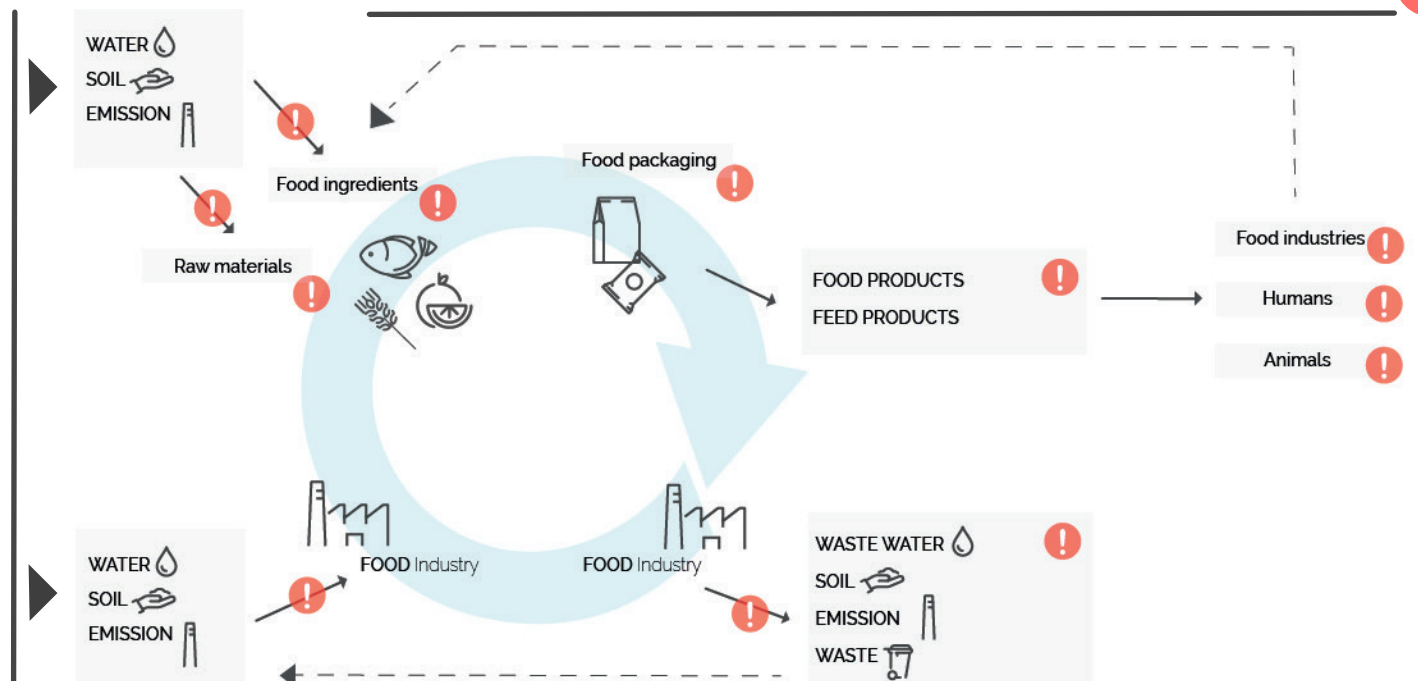 WATER
SOIL
EMISSION
Food ingredients
Raw materials
Food packaging
FOOD PRODUCTS
FEED PRODUCTS
Food industries
Humans
Animals
WATER
SOIL
EMISSION
FOOD Industry
FOOD Industry
WASTE WATER
SOIL
EMISSION
WASTE